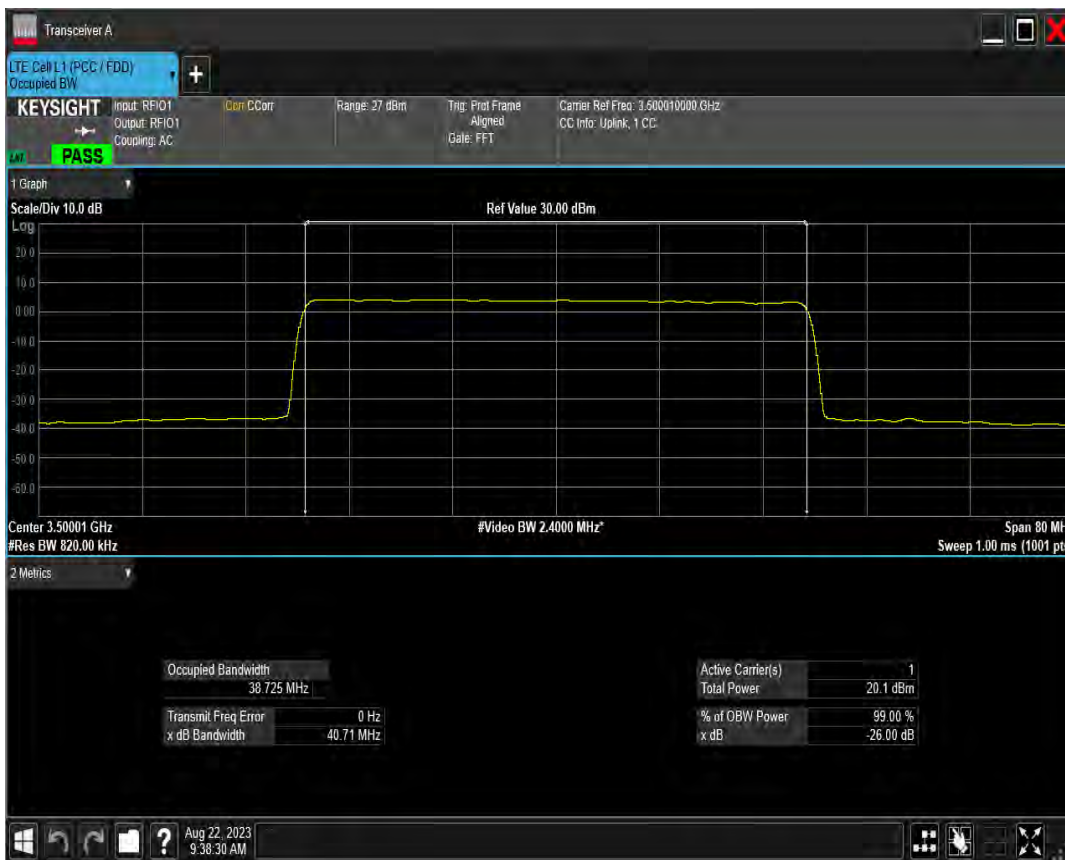 Transceiver A
LTE Cell L1 (PCC / FDD)
Occupied BW
+
KEYSIGHT
Input: RFIO1
Output: RFIO1
Coupling: AC
Corr CCorr
Range: 27 dBm
Trig: Prot Frame
Aligned
Gate: FFT
Carrier Ref Freq: 3.500010000 GHz
CC Info: Uplink, 1 CC
PASS
1 Graph
Scale/Div 10.0 dB
Ref Value 30.00 dBm
Log
20.0
10.0
0.00
-10.0
-20.0
-30.0
-40.0
-50.0
-60.0
Center 3.50001 GHz
#Video BW 2.4000 MHz*
Span 80 MH
#Res BW 820.00 kHz
Sweep 1.00 ms (1001 pt
2 Metrics
Occupied Bandwidth
38.725 MHz
Transmit Freq Error 0 Hz
x dB Bandwidth 40.71 MHz
Active Carrier(s) 1
Total Power 20.1 dBm
% of OBW Power 99.00 %
x dB -26.00 dB
?
Aug 22, 2023
9:38:30 AM